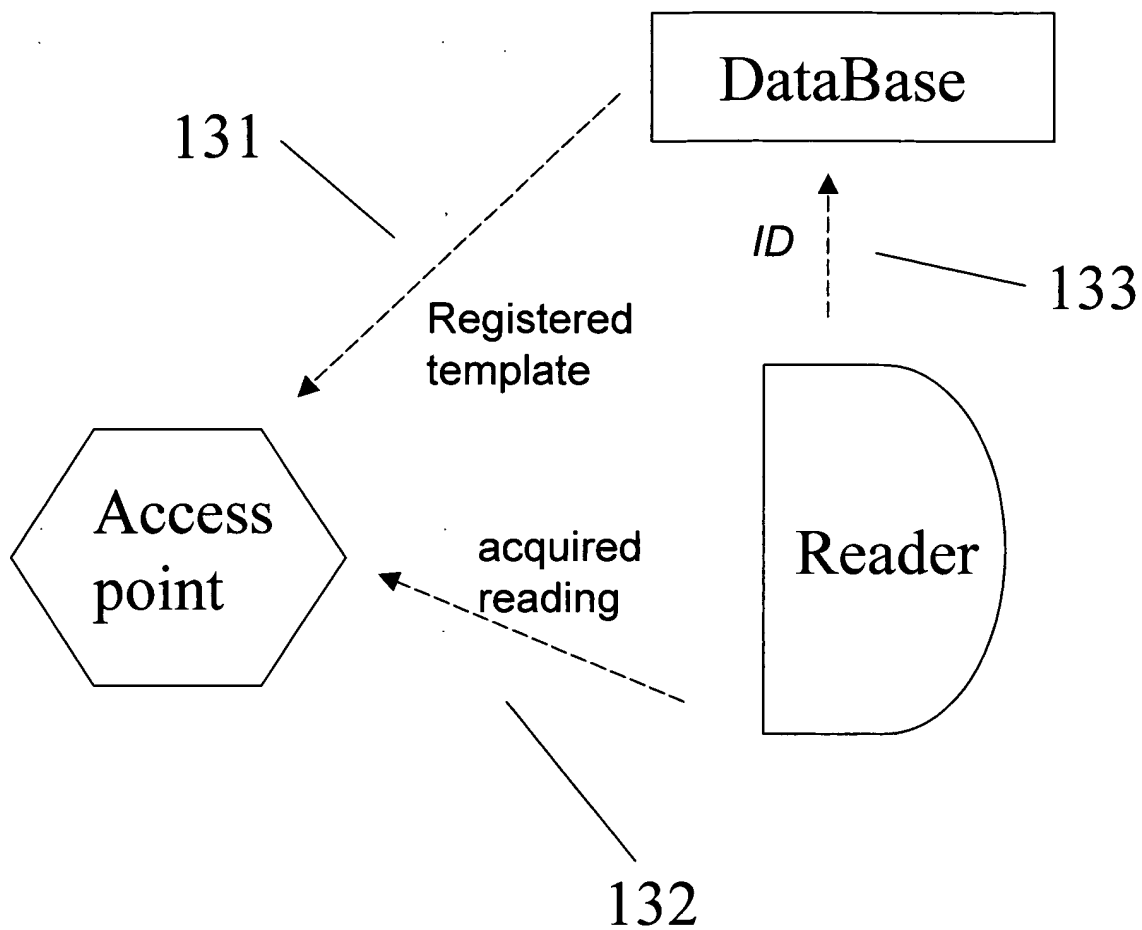 DataBase
131
ID
133
Registered
template
Access
point
acquired
reading
Reader
132